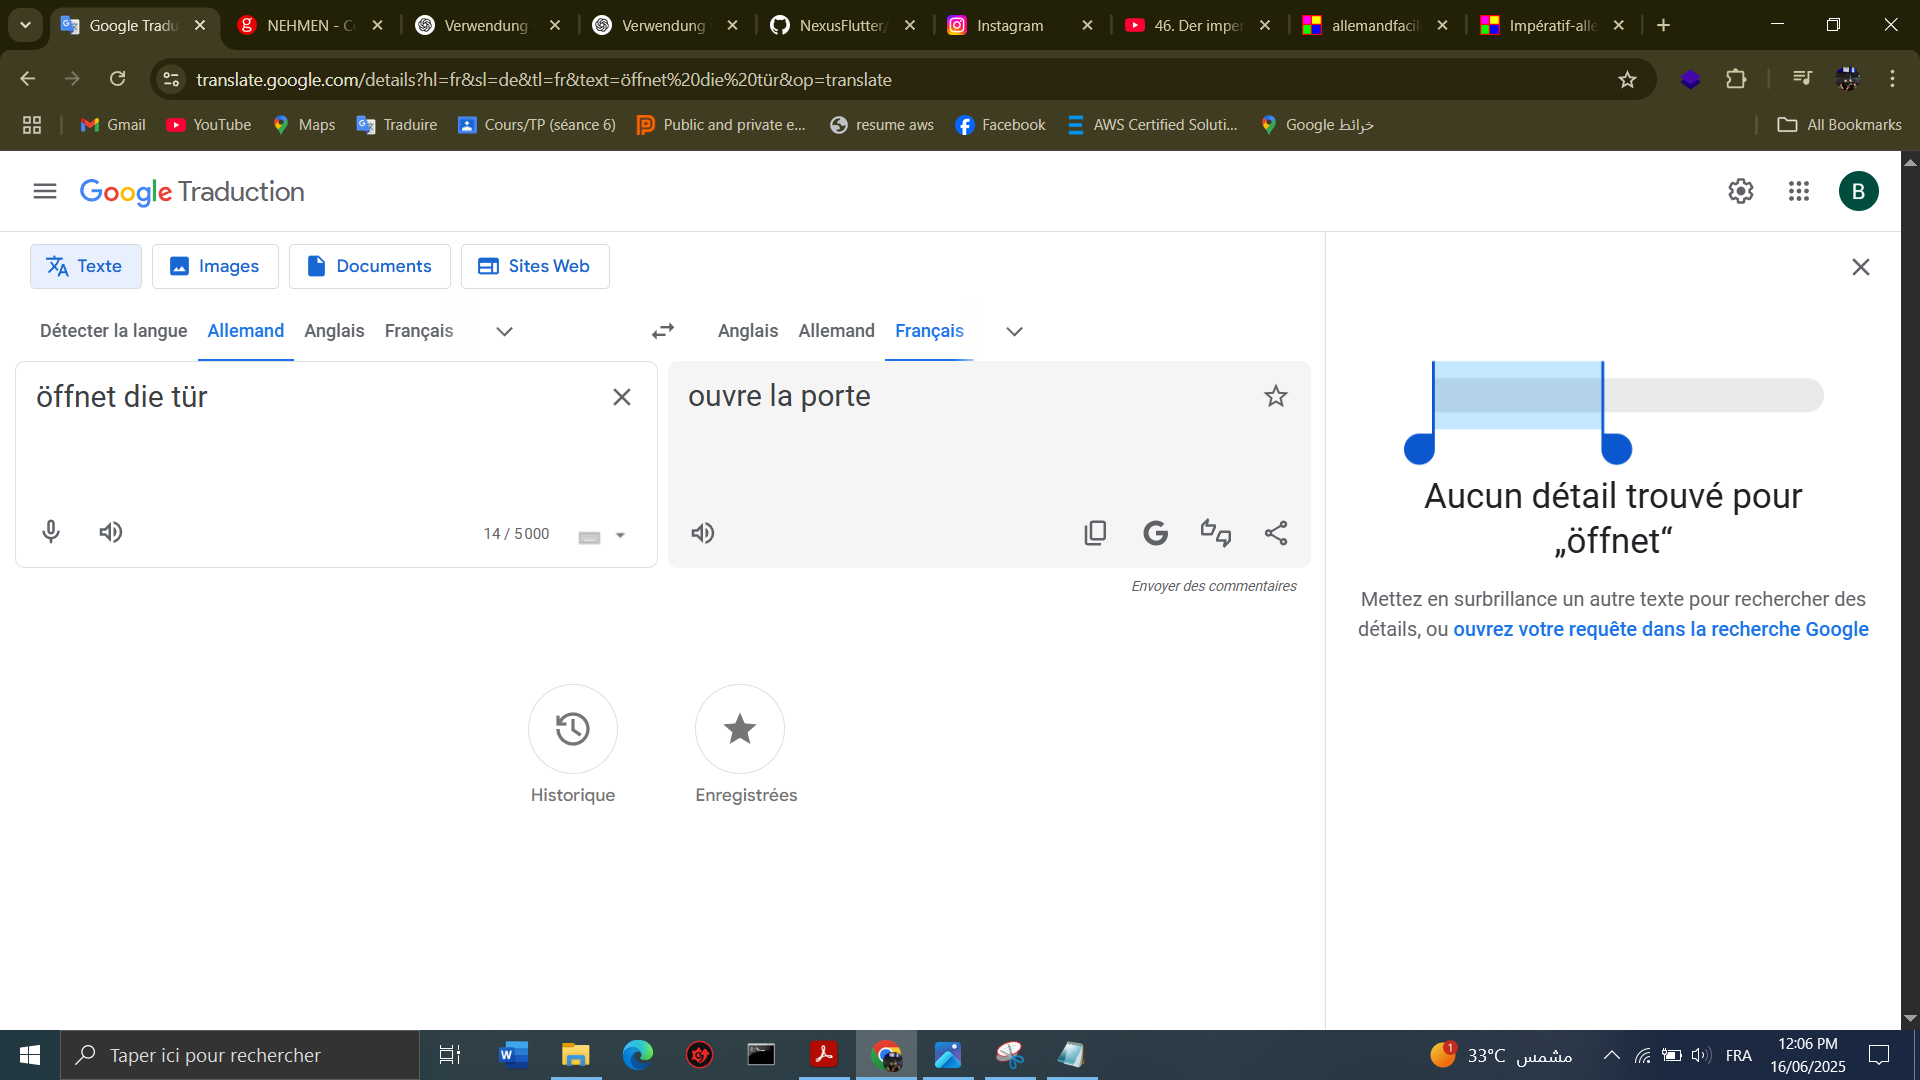 Google Tradu
NEHMEN - Co
Verwendung
Verwendung
NexusFlutter/
Instagram
46. Der imper
allemandfacil
Impératif-alle
translate.google.com/details?hl=fr&sl=de&tl=fr&text=öffnet%20die%20tür&op=translate
Gmail
YouTube
Maps
Traduire
Cours/TP (séance 6)
Public and private e...
resume aws
Facebook
AWS Certified Soluti...
Google خرائط
All Bookmarks
Google Traduction
B
Texte
Images
Documents
Sites Web
Détecter la langue Allemand Anglais Français
Anglais Allemand Français
öffnet die tür
ouvre la porte
14 / 5 000
Envoyer des commentaires
Aucun détail trouvé pour
„öffnet“
Mettez en surbrillance un autre texte pour rechercher des
détails, ou ouvrez votre requête dans la recherche Google
Historique
Enregistrées
Taper ici pour rechercher
1
33°C مشمس
FRA
12:06 PM
16/06/2025